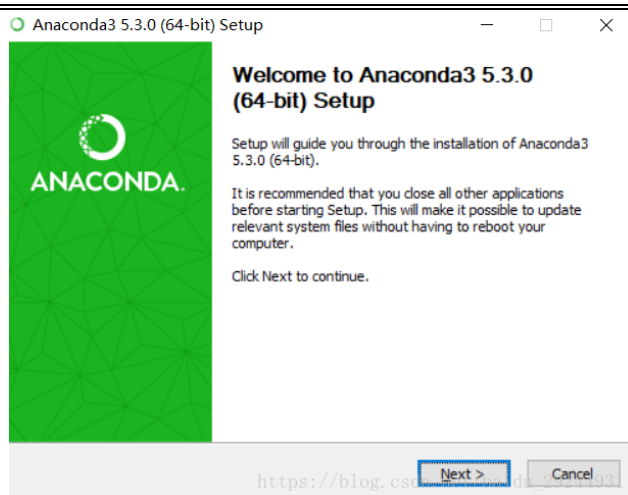 Anaconda3 5.3.0 (64-bit) Setup
Welcome to Anaconda3 5.3.0
(64-bit) Setup
Setup will guide you through the installation of Anaconda3
5.3.0 (64-bit).
ANACONDA.
It is recommended that you close all other applications
before starting Setup. This will make it possible to update
relevant system files without having to reboot your
computer.
Click Next to continue.
Next >
Cancel